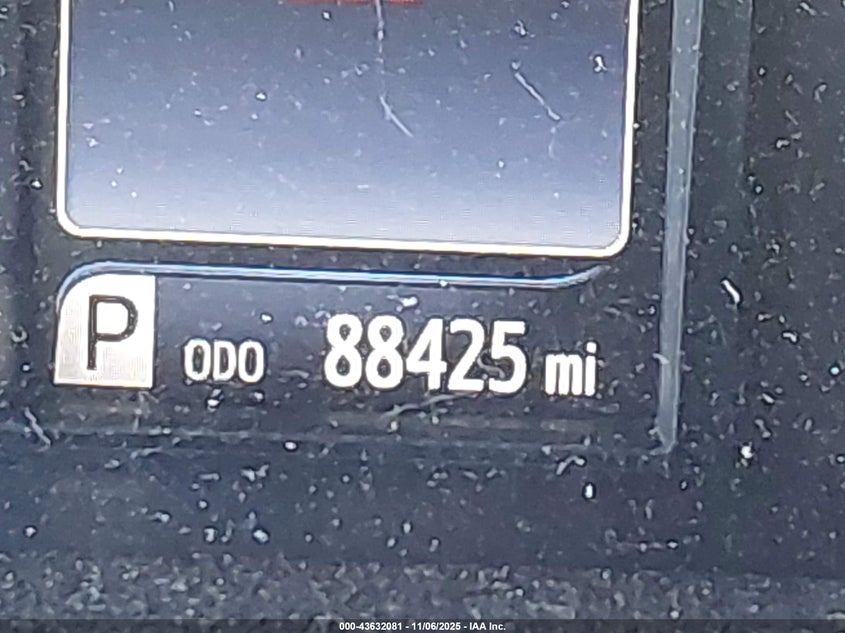 P ODO 88425 mi
000-43632081 - 11/06/2025 - IAA Inc.